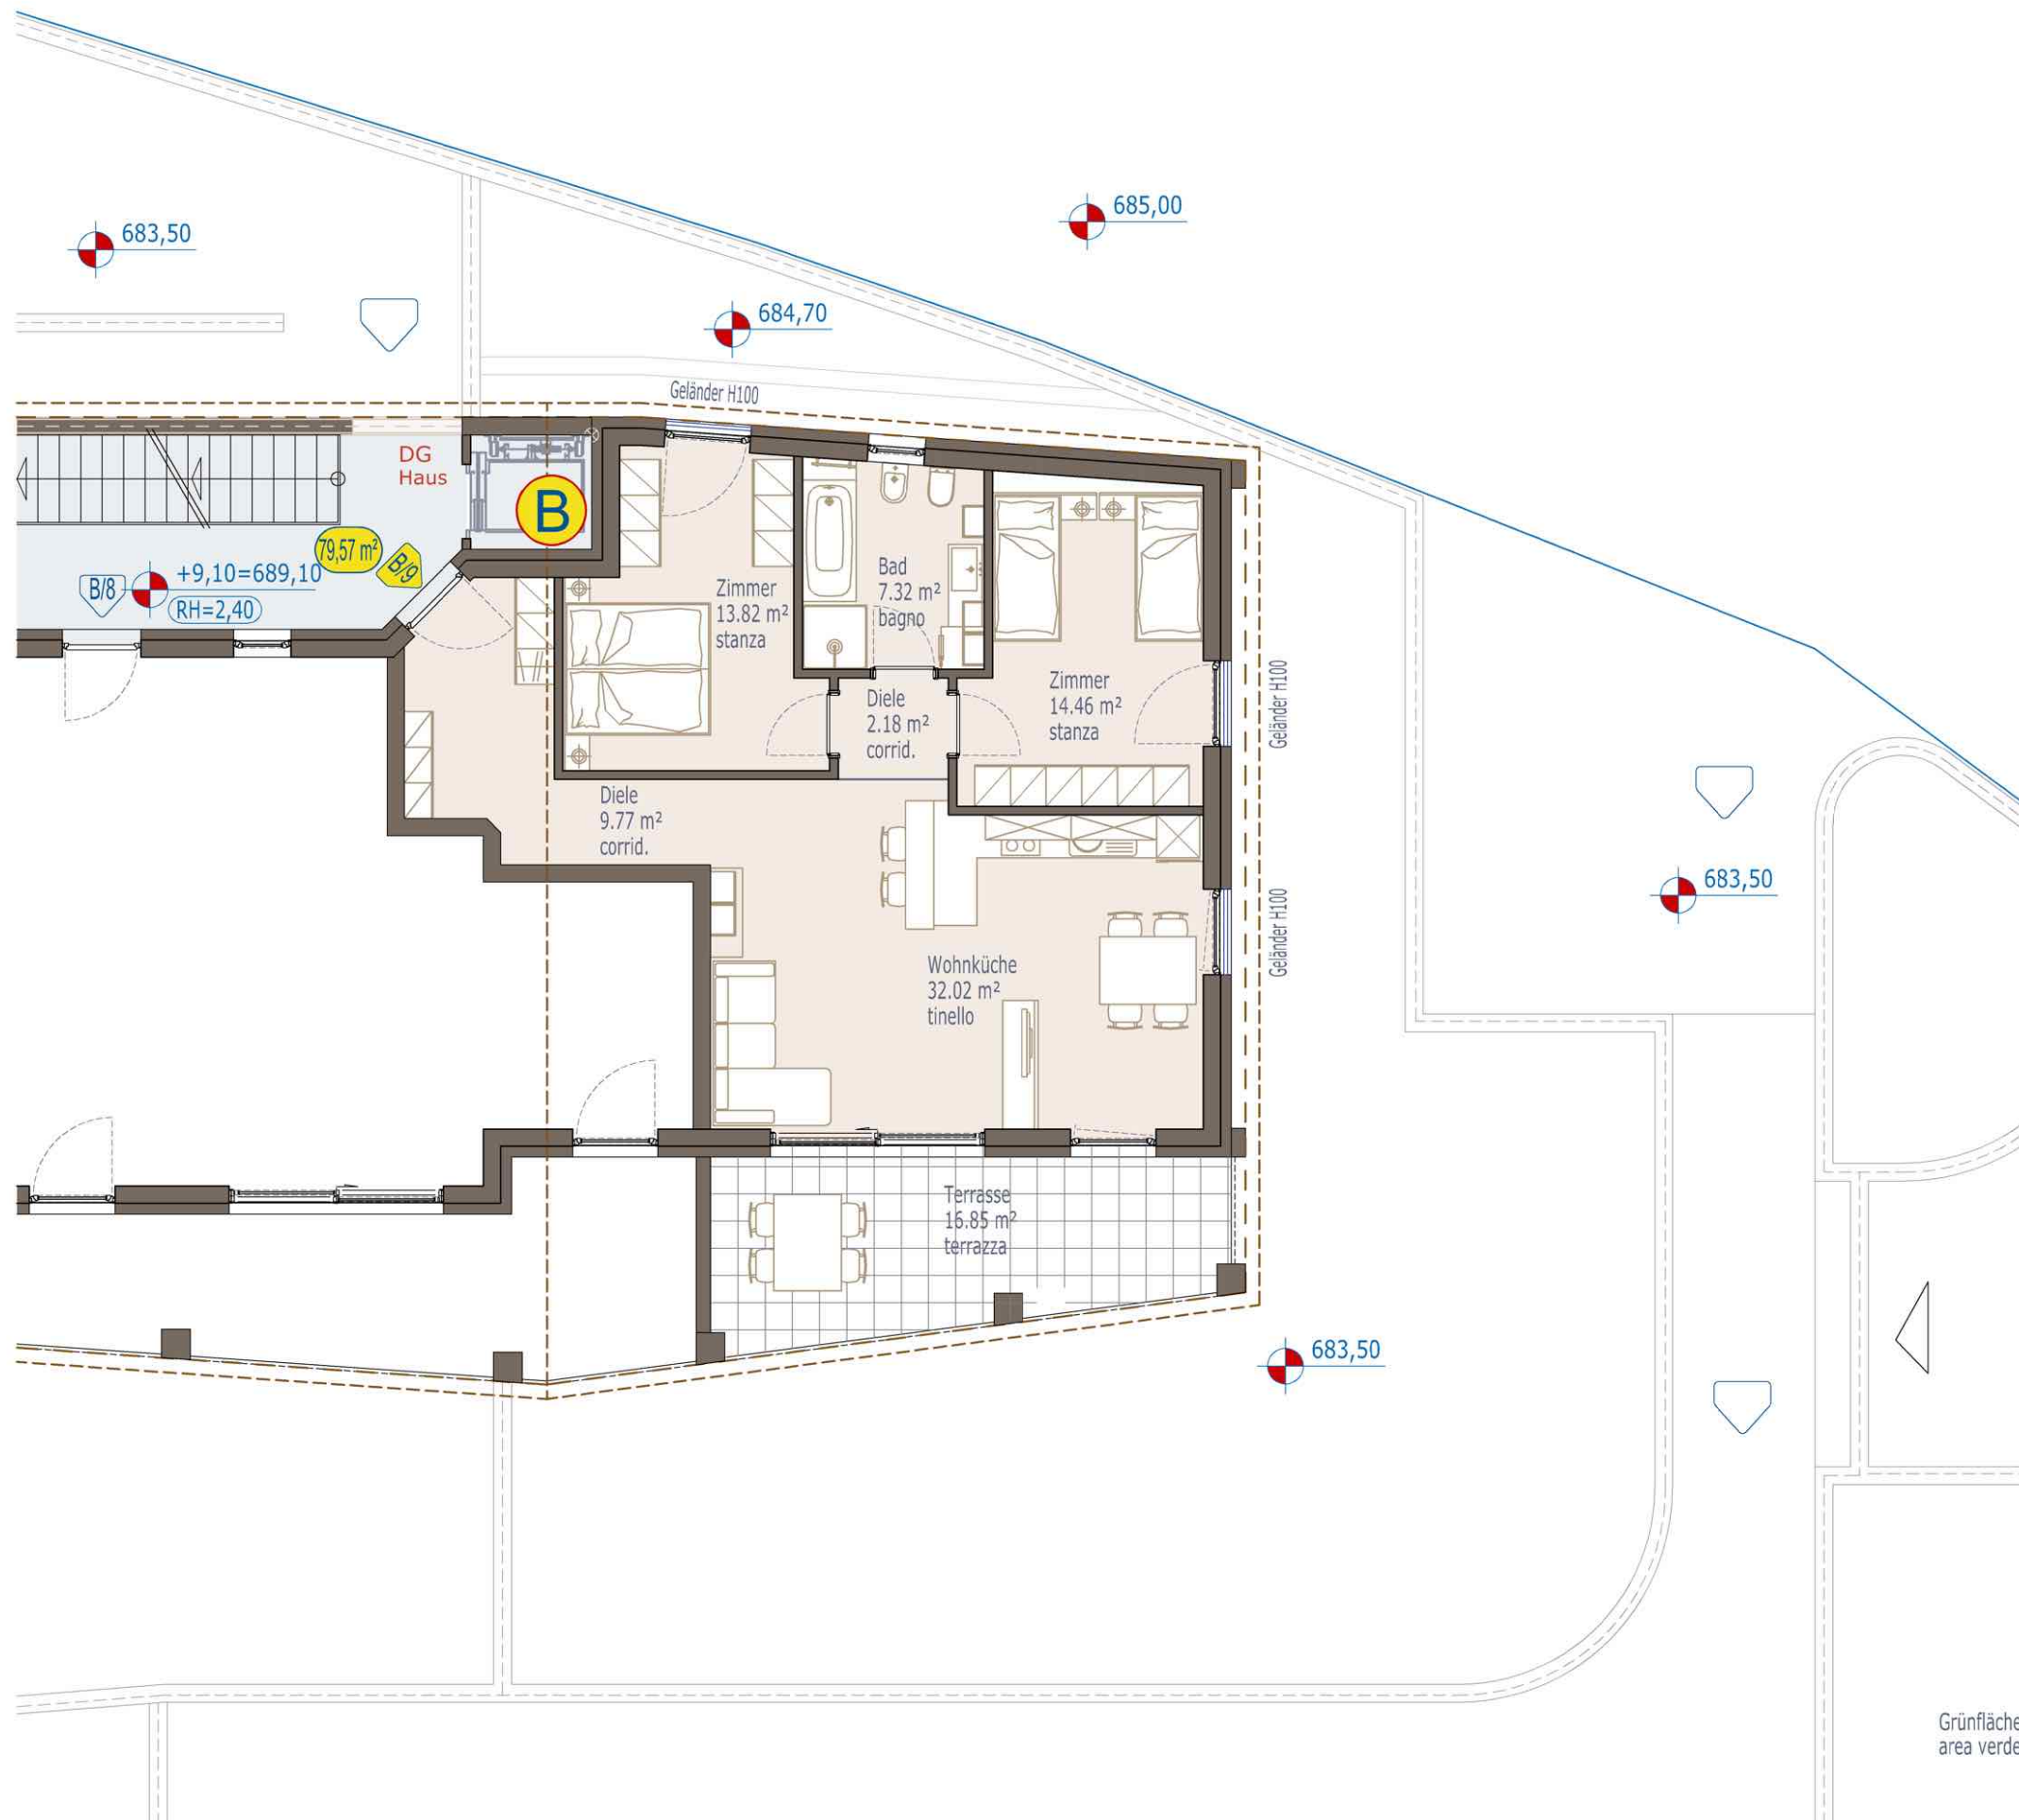 685,00
683,50
684,70
Geländer H100
DG
Haus
B
79,57 m²
B/9
+9,10=689,10
B/8
RH=2,40
Zimmer
13.82 m²
stanza
Bad
7.32 m²
bagno
Zimmer
14.46 m²
stanza
Diele
2.18 m²
corrid.
Geländer H100
Diele
9.77 m²
corrid.
683,50
Geländer H100
Wohnküche
32.02 m²
tinello
Terrasse
16.85 m²
terrazza
683,50
Grünfläche
area verde